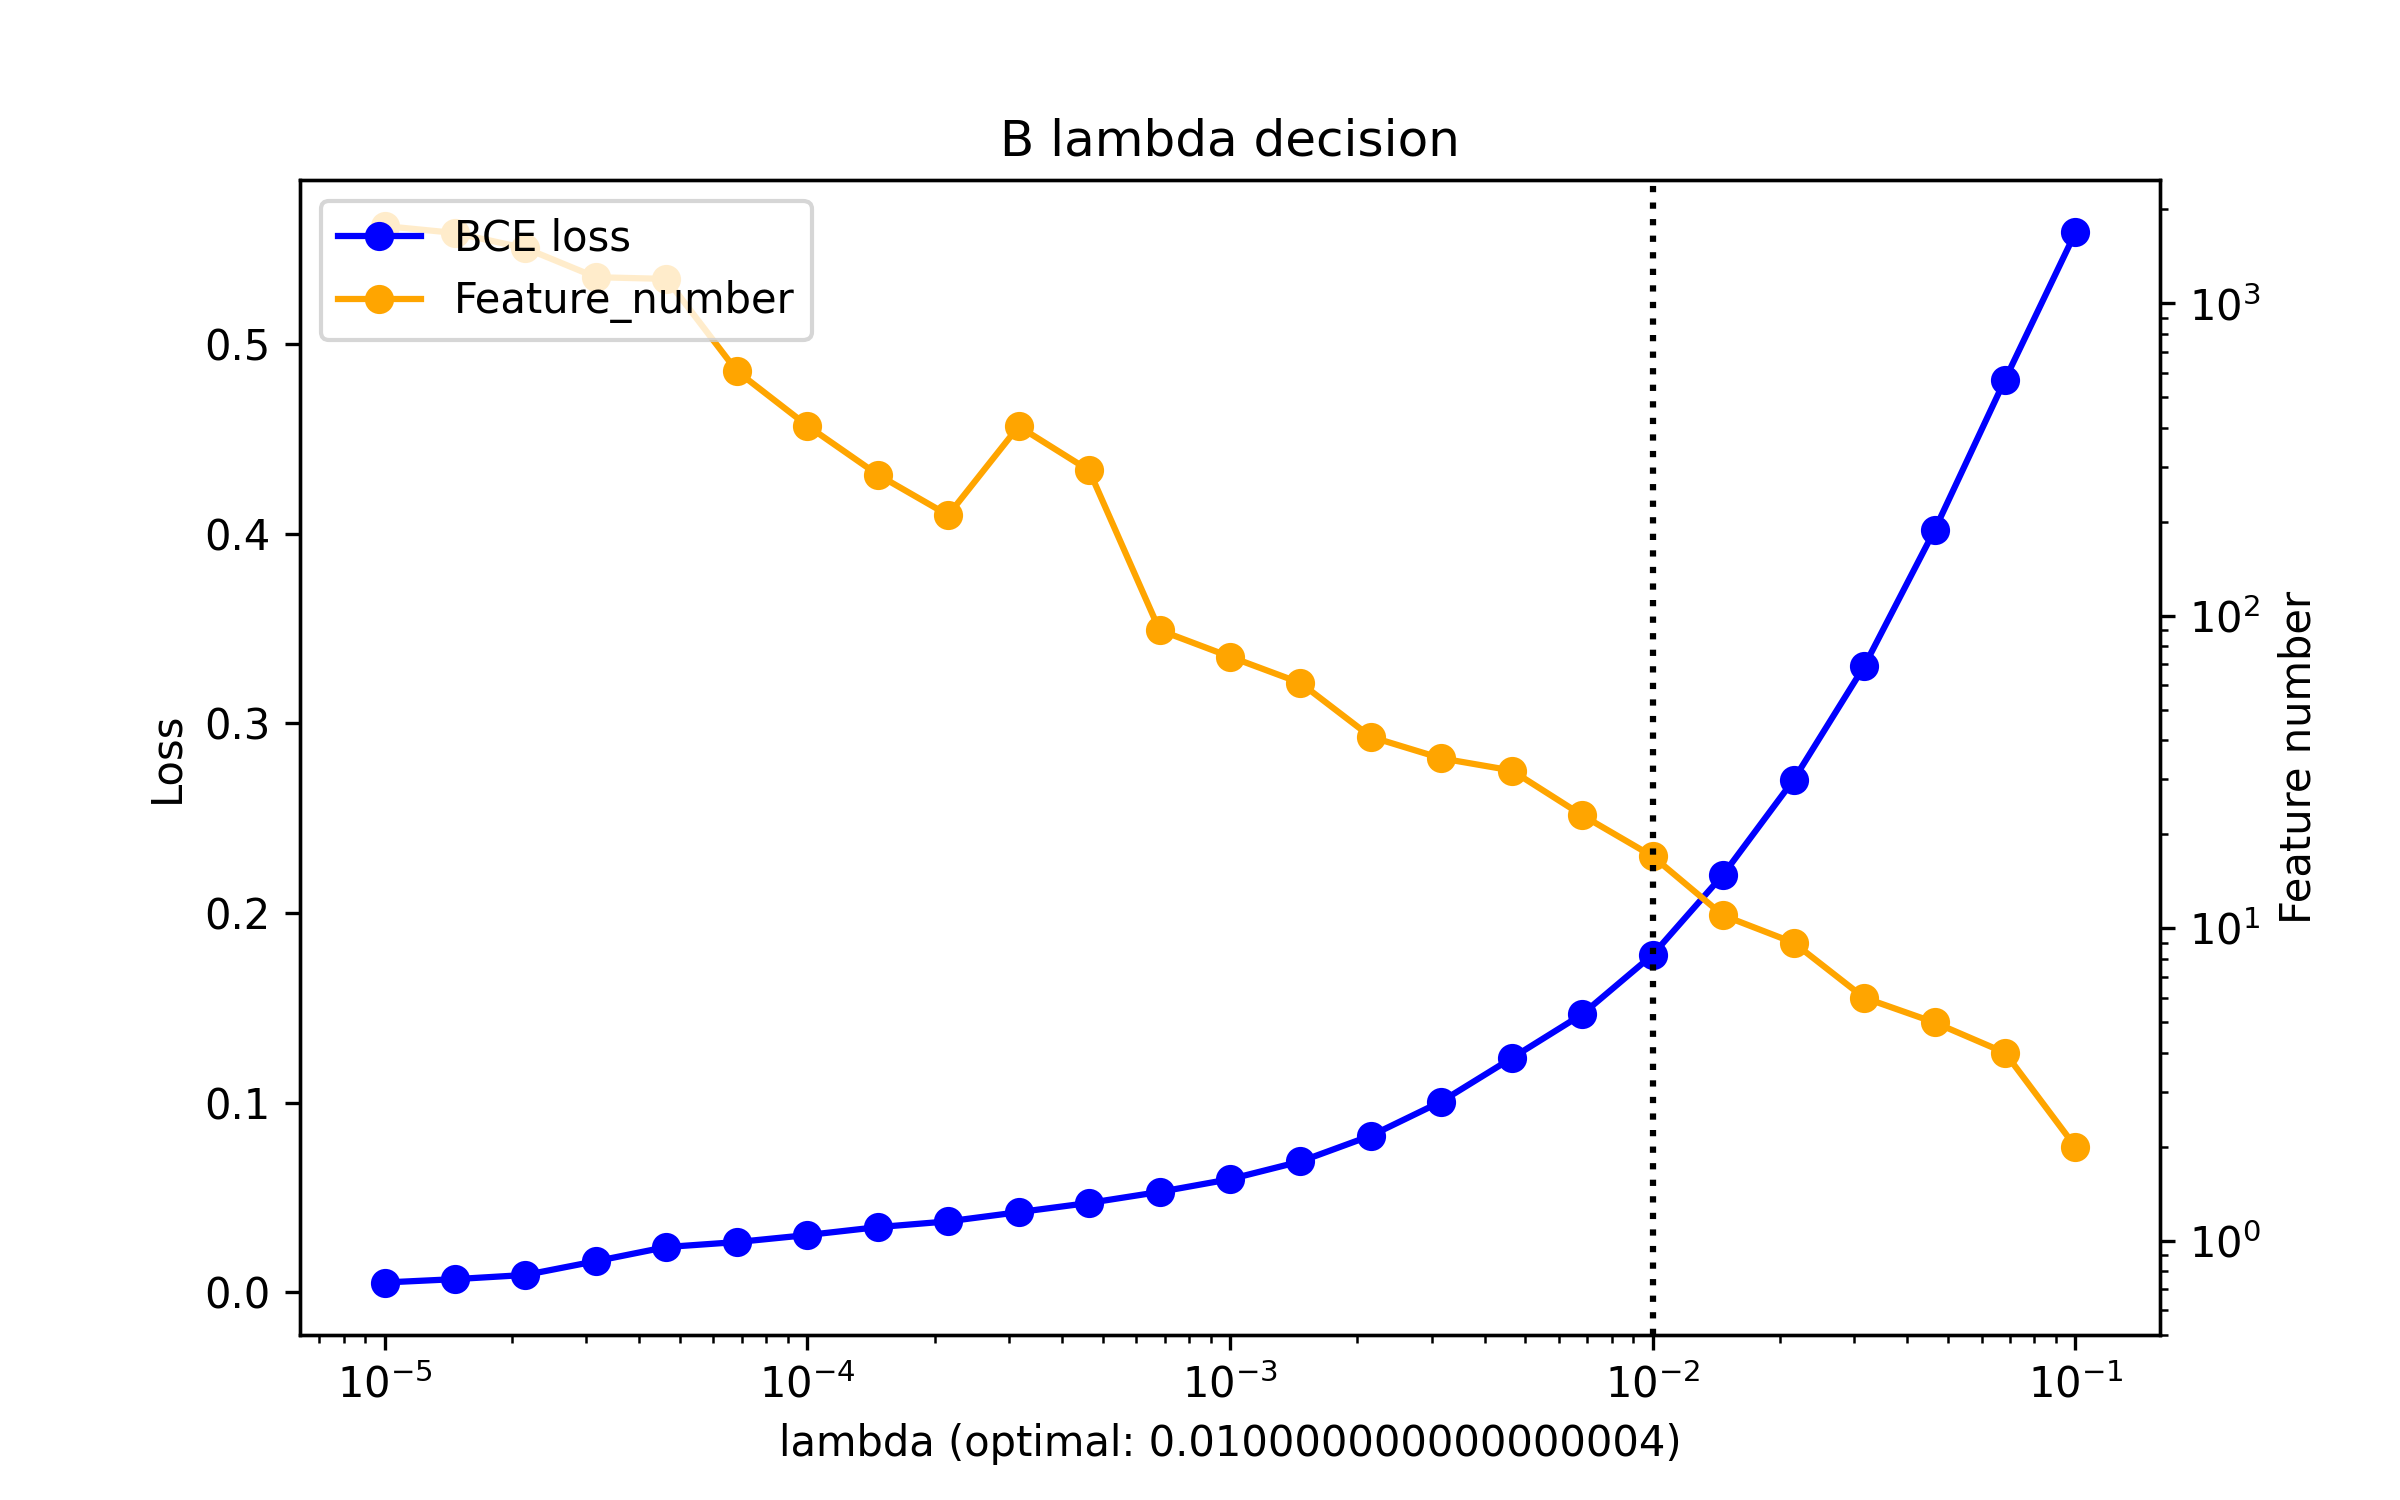 B lambda decision
BCE loss
Feature_number
0.5
0.4
0.3
0.2
0.1
0.0
Loss
10³
10²
10¹
10⁰
Feature number
10⁻⁵ 10⁻⁴ 10⁻³ 10⁻² 10⁻¹
lambda (optimal: 0.010000000000000004)